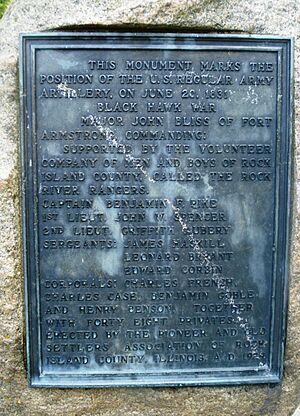 THIS MONUMENT MARKS THE
POSITION OF THE U.S. REGULAR ARMY
ARTILLERY, ON JUNE 26, 1831.
BLACK HAWK WAR
MAJOR JOHN BLISS OF FORT
ARMSTRONG COMMANDING:
SUPPORTED BY THE VOLUNTEER
COMPANY OF MEN AND BOYS OF ROCK
ISLAND COUNTY CALLED THE ROCK
RIVER RANGERS.
CAPTAIN BENJAMIN F PIKE
1ST LIEUT. JOHN W. SPENCER
2ND LIEUT. GRIFFITH AUBERY
SERGEANTS: JAMES HASKILL
LEONARD BRYANT
EDWARD CORBIN
CORPORALS: CHARLES FRENCH,
CHARLES CASE, BENJAMIN GOBLE
AND HENRY BENSON, TOGETHER
WITH FORTY EIGHT PRIVATES.
ERECTED BY THE PIONEER AND OLD
SETTLERS ASSOCIATION OF ROCK
ISLAND COUNTY, ILLINOIS, A.D.